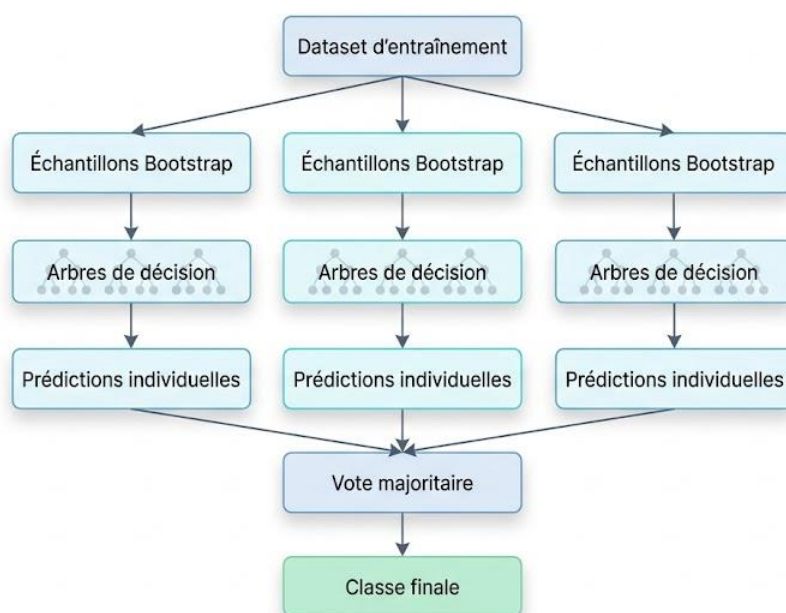 Dataset d'entraînement
Échantillons Bootstrap
Échantillons Bootstrap
Échantillons Bootstrap
Arbres de décision
Arbres de décision
Arbres de décision
Prédictions individuelles
Prédictions individuelles
Prédictions individuelles
Vote majoritaire
Classe finale